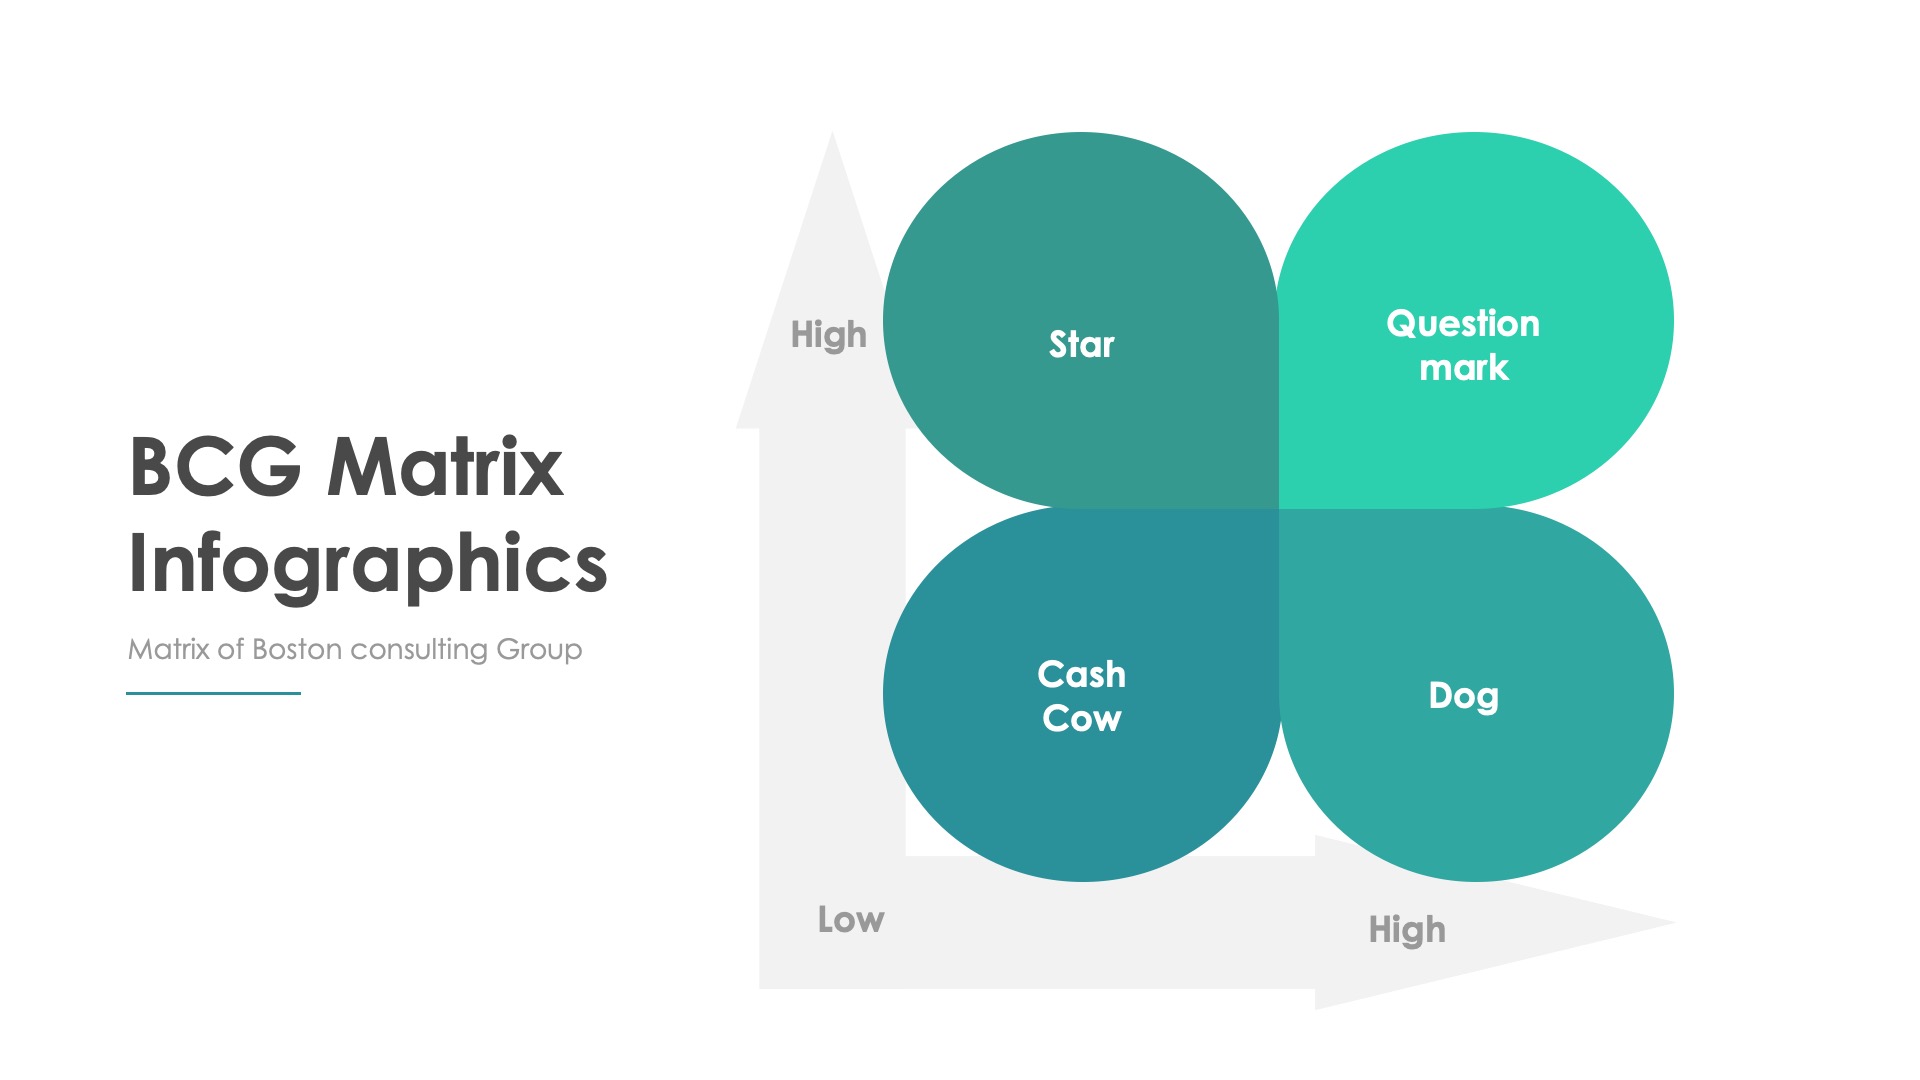 BCG Matrix
Infographics
Matrix of Boston consulting Group
High
Star
Question
mark
Cash
Cow
Dog
Low
High